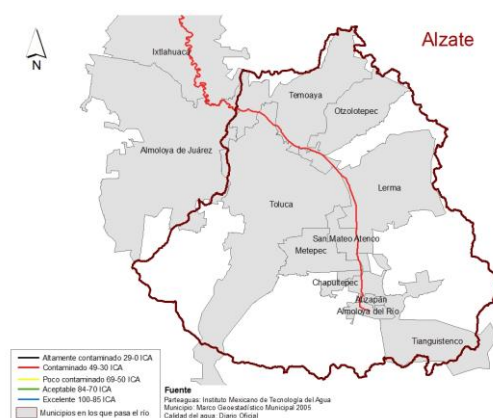 Alzate
N
Ixtlahuaca
Temoaya
Otzolotepec
Almoloya de Juárez
Lerma
Toluca
San Mateo Atenco
Metepec
Chapultepec
Atizapán
Almoloya del Río
Tianguistenco
Altamente contaminado 29-0 ICA
Contaminado 49-30 ICA
Poco contaminado 69-50 ICA
Aceptable 84-70 ICA
Excelente 100-85 ICA
Municipios en los que pasa el río
Fuente
Parteaguas: Instituto Mexicano de Tecnología del Agua
Municipio: Marco Geoestadístico Municipal 2005
Calidad del agua: Diario Oficial